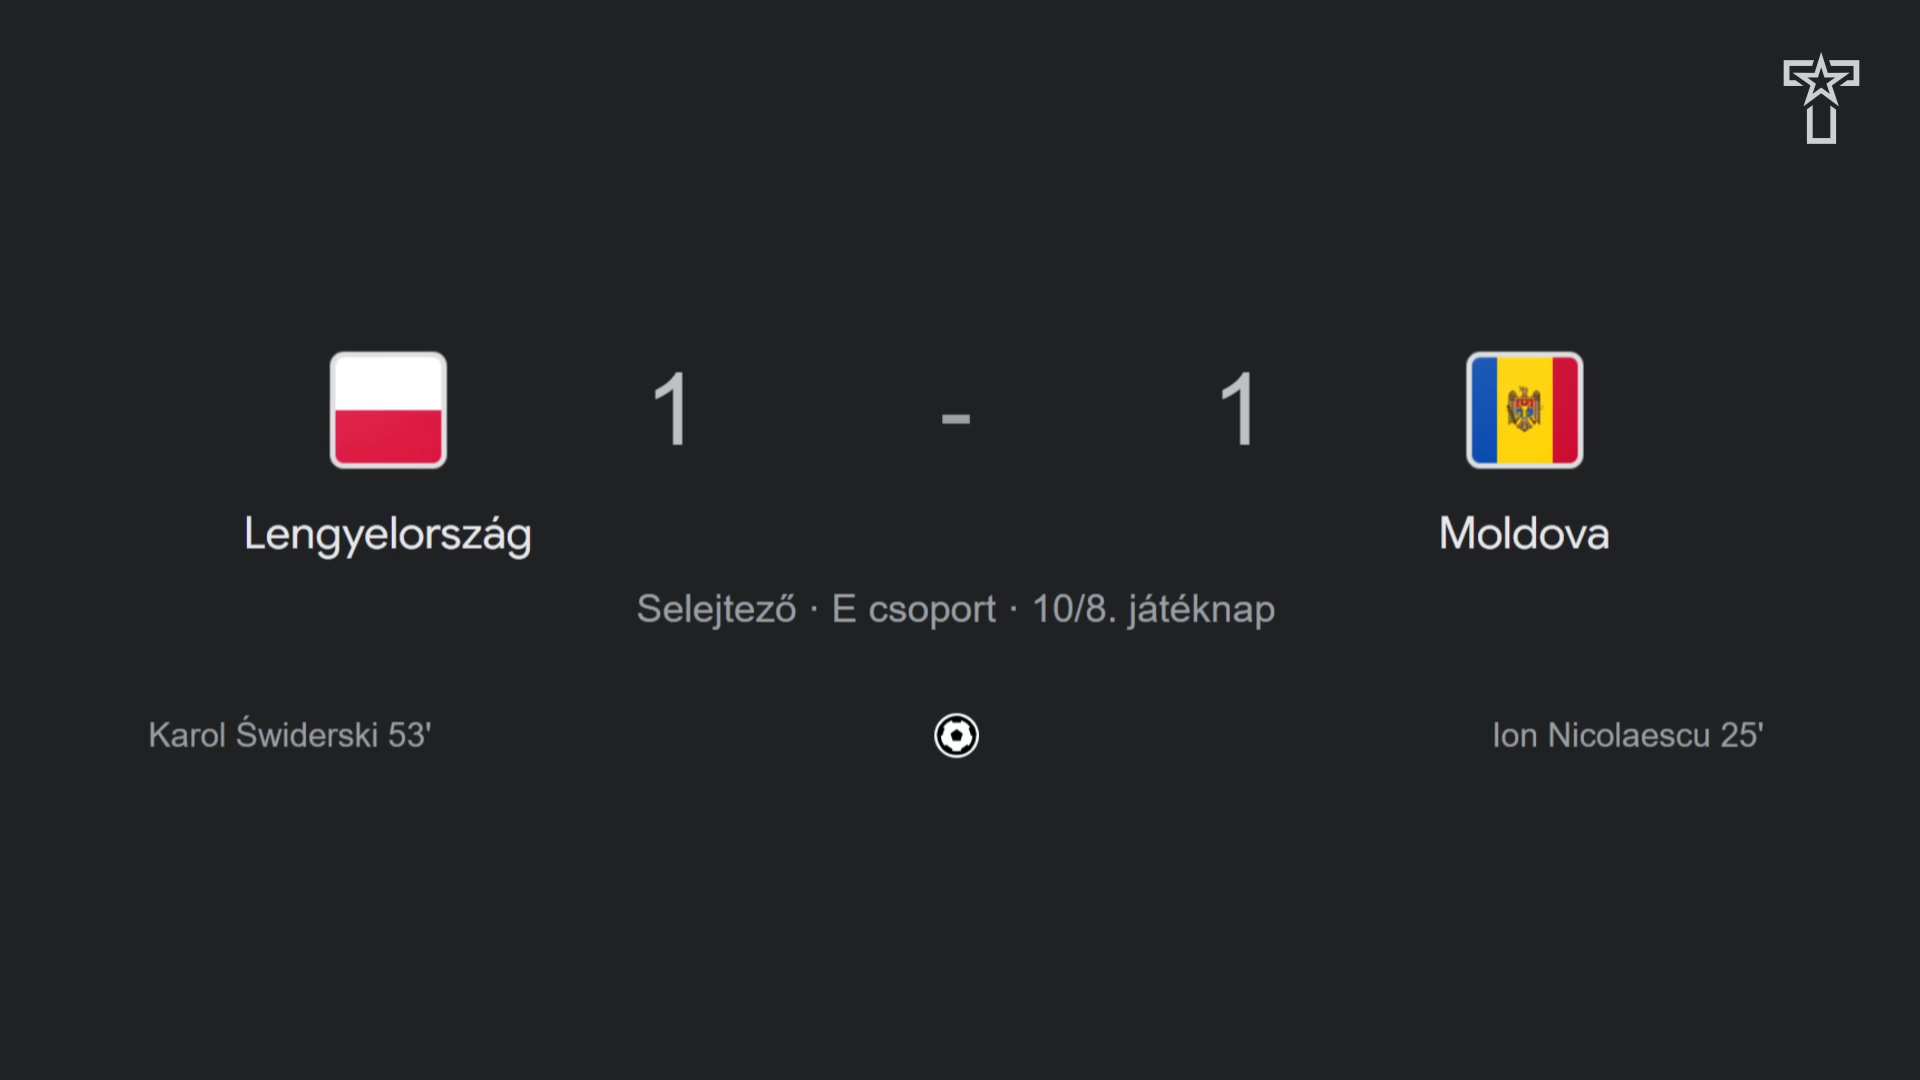 1 - 1
Lengyelország
Moldova
Selejtező · E csoport · 10/8. játéknap
Karol Świderski 53'
Ion Nicolaescu 25'